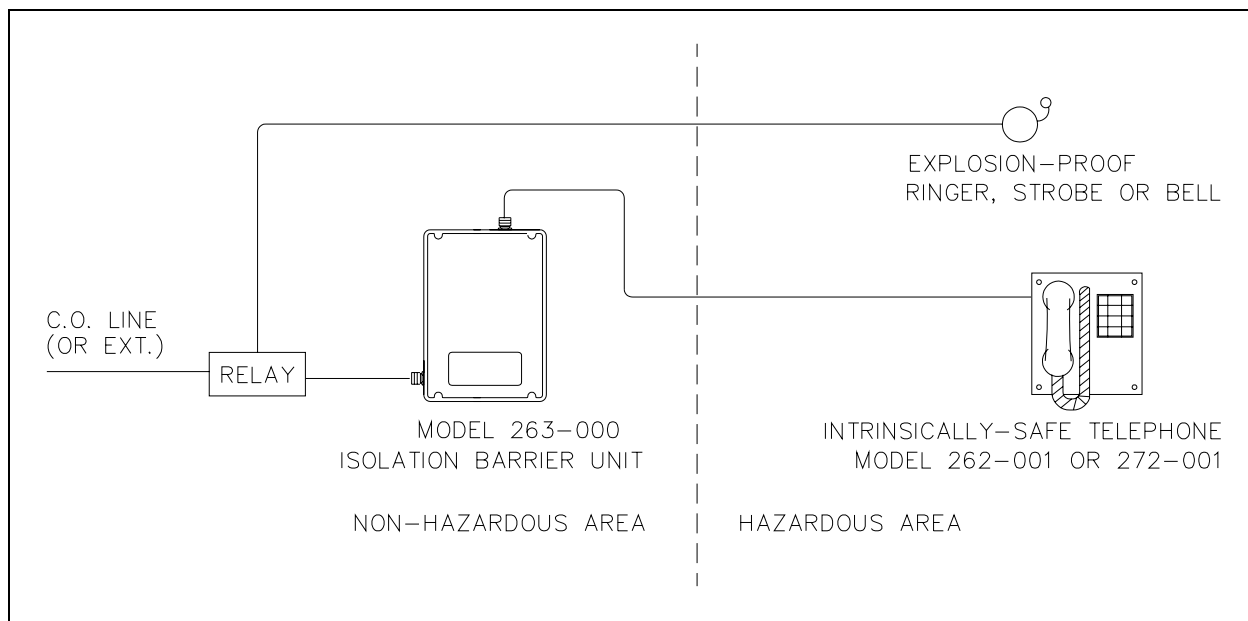 EXPLOSION-PROOF
RINGER, STROBE OR BELL
C.O. LINE
(OR EXT.)
RELAY
MODEL 263-000
ISOLATION BARRIER UNIT
INTRINSICALLY-SAFE TELEPHONE
MODEL 262-001 OR 272-001
NON-HAZARDOUS AREA
HAZARDOUS AREA